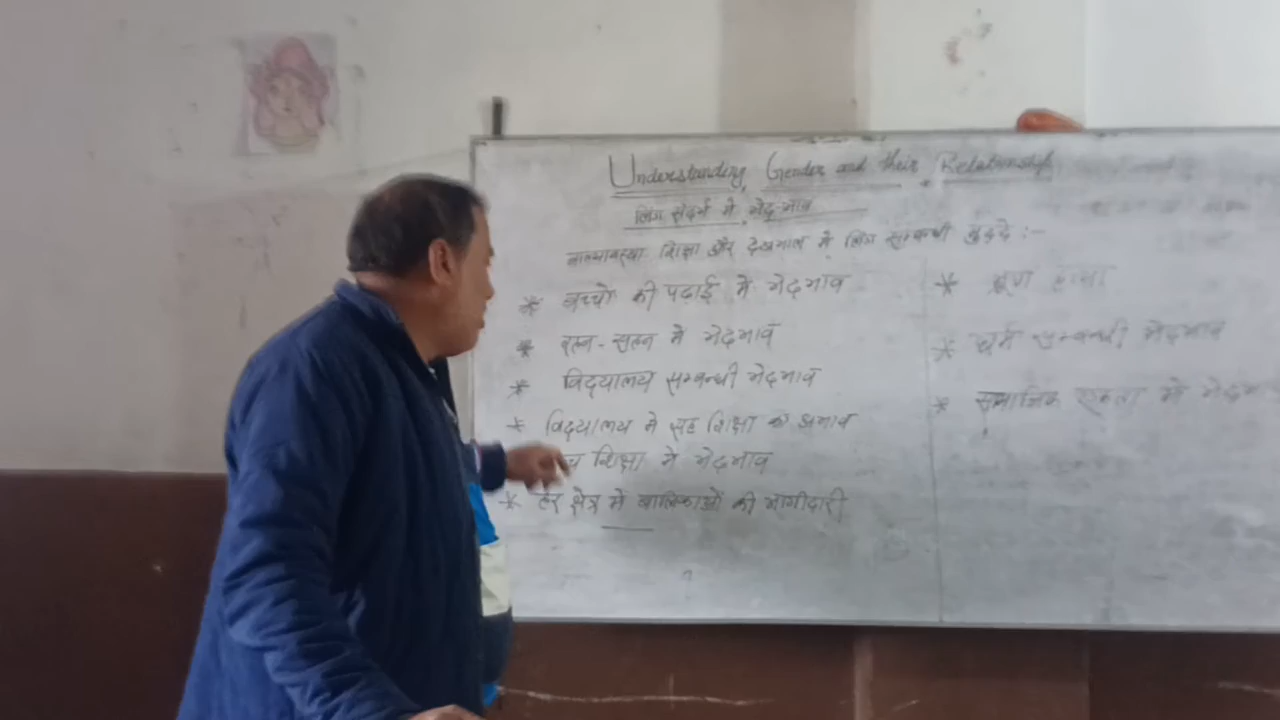 Understanding Gender and their Relationship
लिंग संदर्भ में भेदभाव
बाल्यावस्था शिक्षा और देखभाल में लिंग सम्बन्धी मुद्दे :-
* बच्चो की पढ़ाई में भेदभाव
* रहन-सहन में भेदभाव
* विद्यालय सम्बन्धी भेदभाव
* विद्यालय में सह शिक्षा का अभाव
शिक्षा में भेदभाव
* हर क्षेत्र में बालिकाओं की भागीदारी
* भ्रूण हत्या
* धर्म सम्बन्धी भेदभाव
* समाजिक एकता में